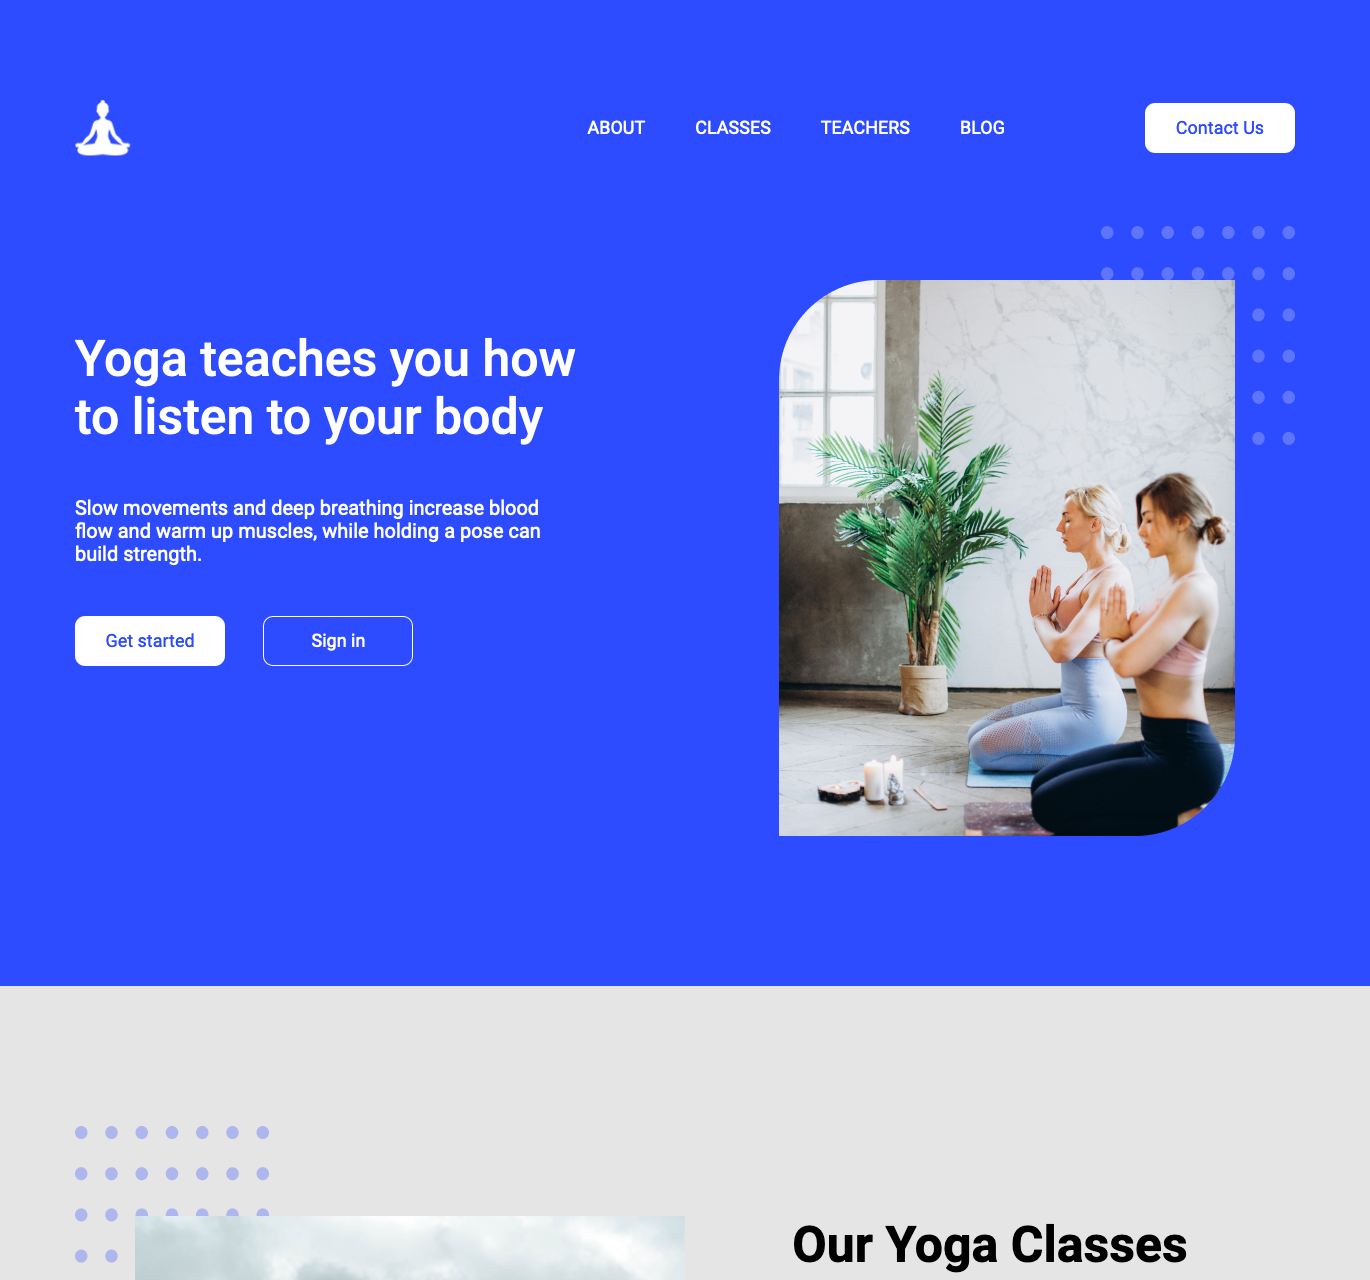 ABOUT CLASSES TEACHERS BLOG Contact Us
Yoga teaches you how
to listen to your body
Slow movements and deep breathing increase blood
flow and warm up muscles, while holding a pose can
build strength.
Get started Sign in
Our Yoga Classes